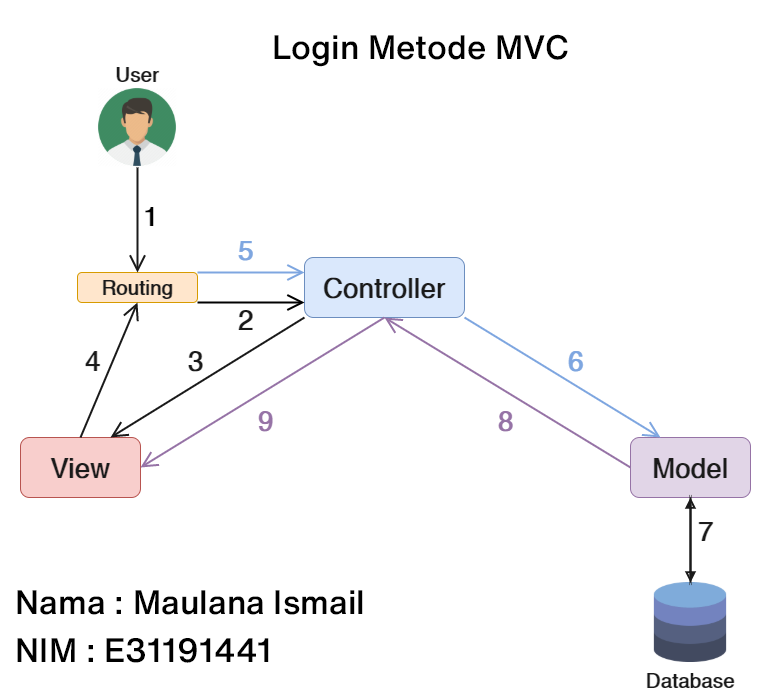 Login Metode MVC
User
1
5
Routing
Controller
2
4
3
6
9
8
View
Model
7
Nama : Maulana Ismail
NIM : E31191441
Database